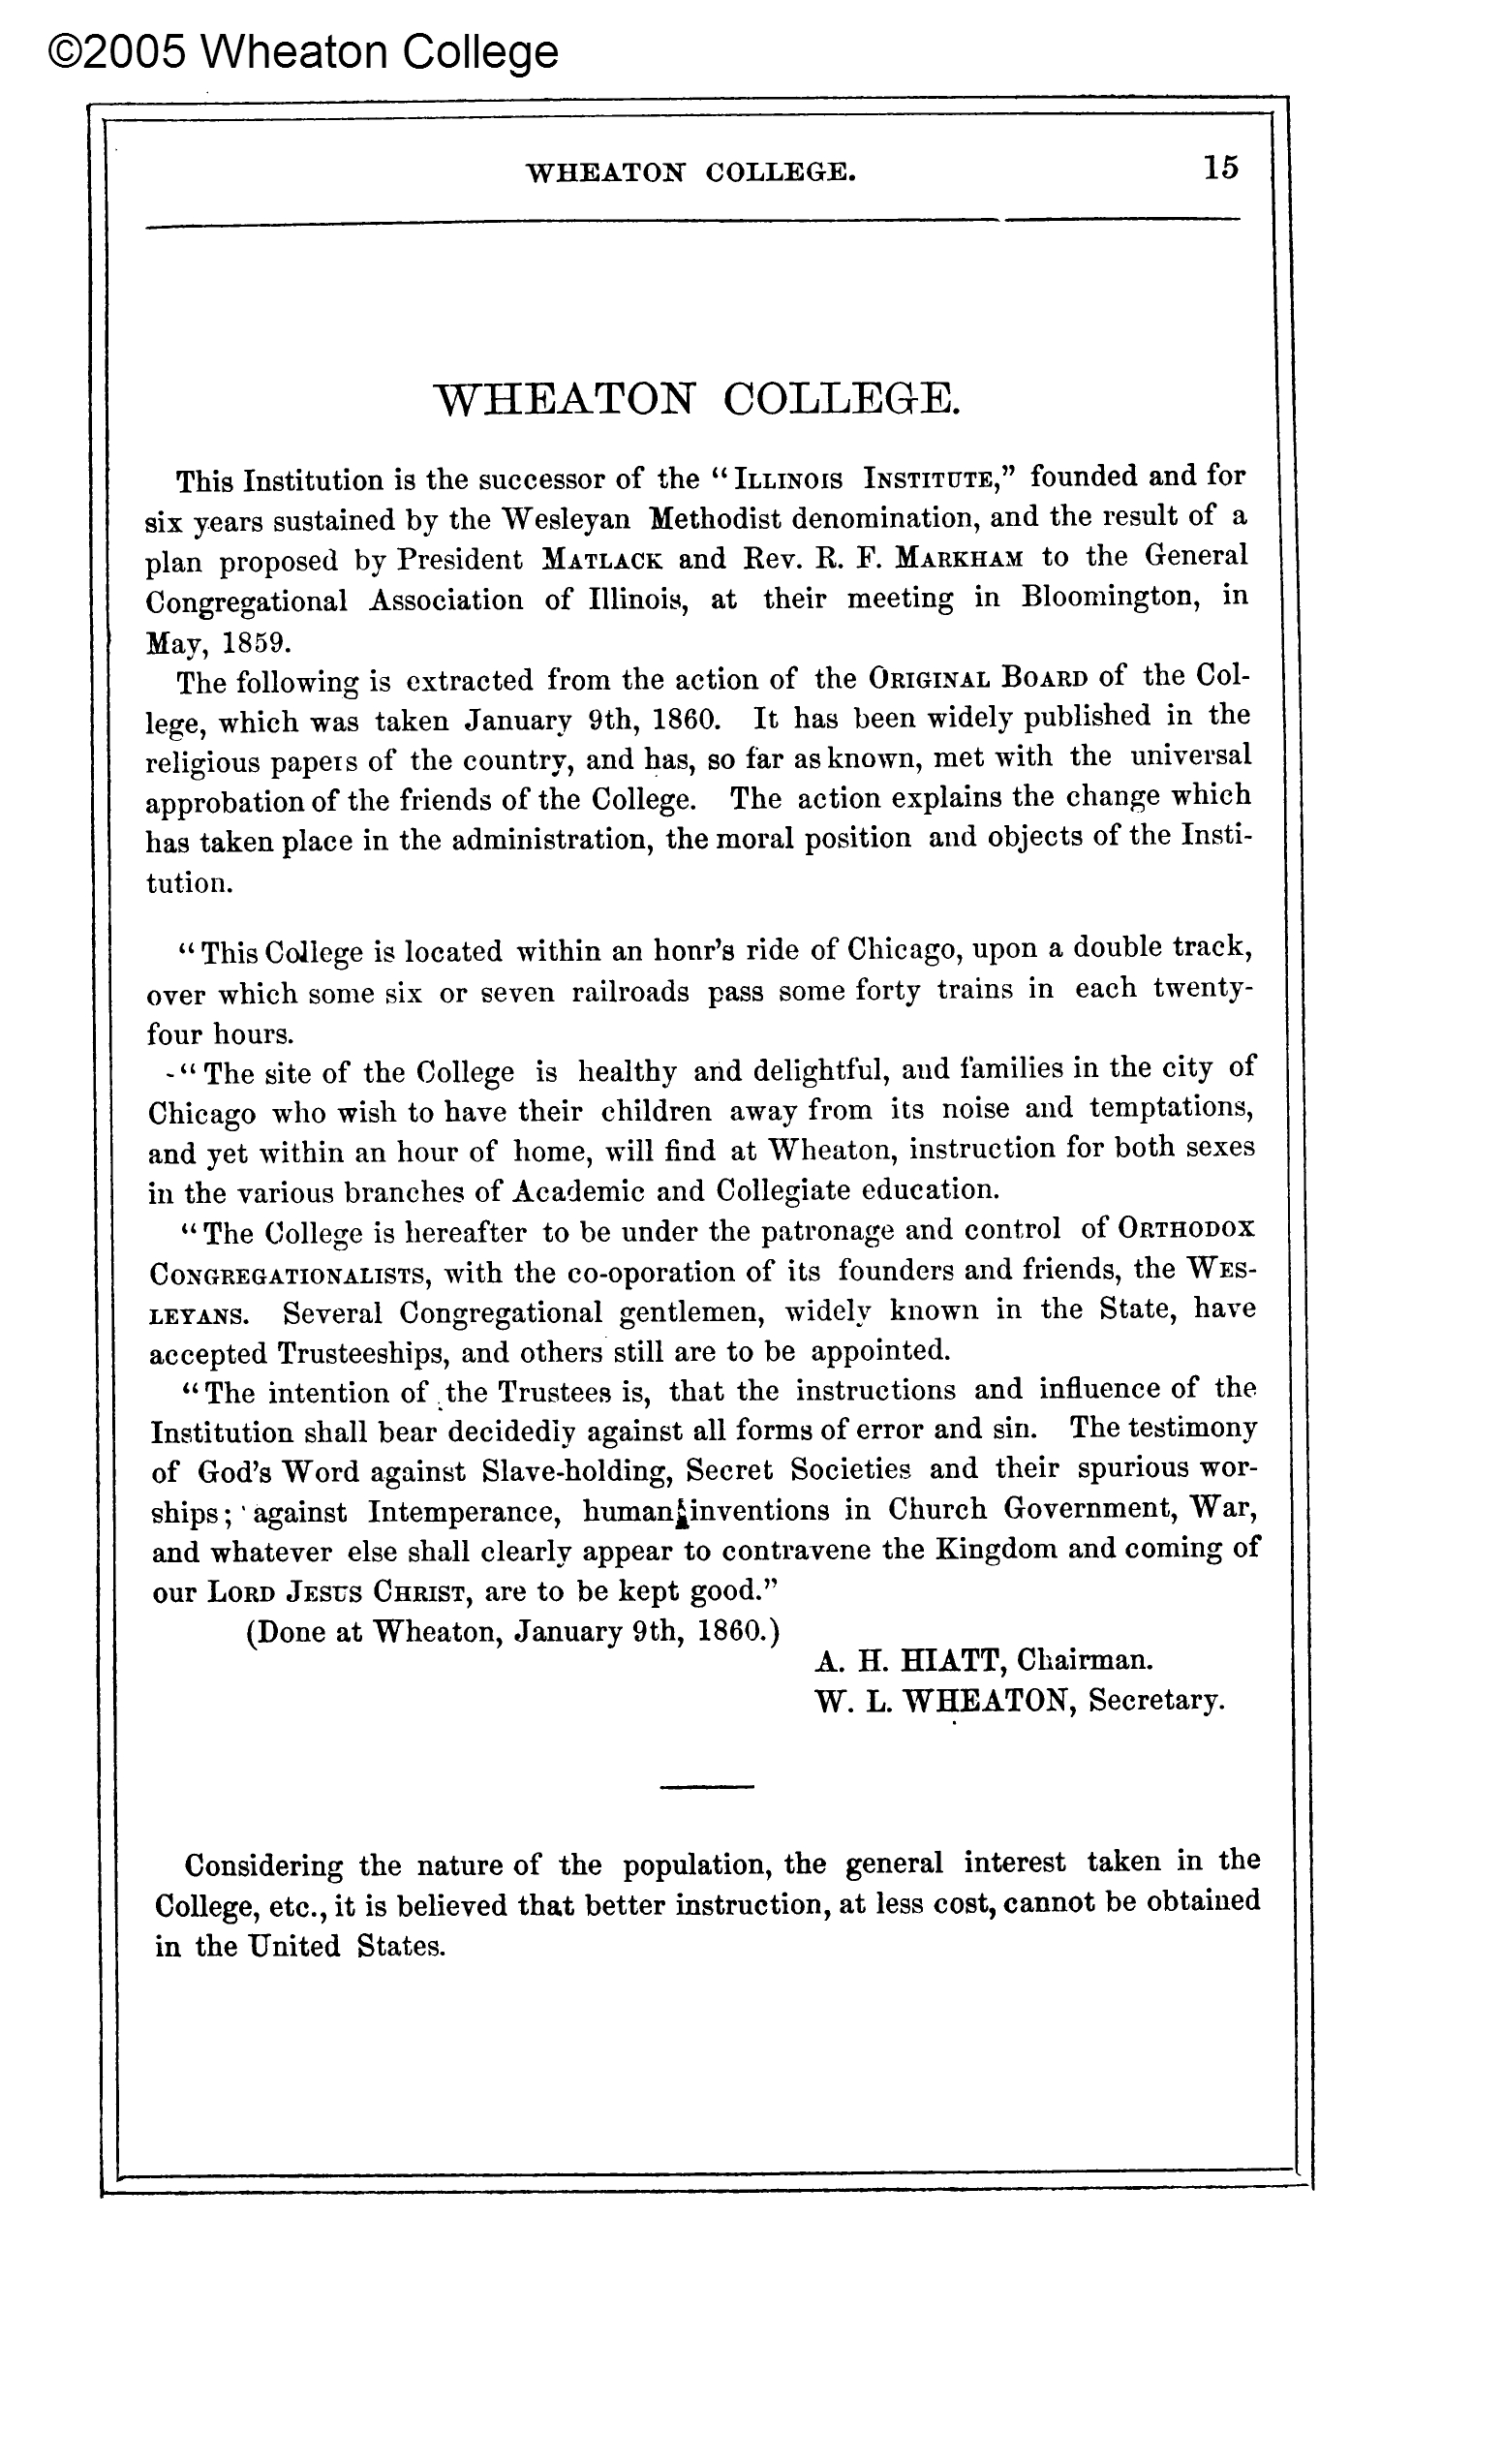 ©2005 Wheaton College
WHEATON COLLEGE. 15
WHEATON COLLEGE.
This Institution is the successor of the "ILLINOIS INSTITUTE," founded and for
six years sustained by the Wesleyan Methodist denomination, and the result of a
plan proposed by President MATLACK and Rev. R. F. MARKHAM to the General
Congregational Association of Illinois, at their meeting in Bloomington, in
May, 1859.
The following is extracted from the action of the ORIGINAL BOARD of the Col-
lege, which was taken January 9th, 1860. It has been widely published in the
religious papers of the country, and has, so far as known, met with the universal
approbation of the friends of the College. The action explains the change which
has taken place in the administration, the moral position and objects of the Insti-
tution.
"This College is located within an honr's ride of Chicago, upon a double track,
over which some six or seven railroads pass some forty trains in each twenty-
four hours.
-"The site of the College is healthy and delightful, and families in the city of
Chicago who wish to have their children away from its noise and temptations,
and yet within an hour of home, will find at Wheaton, instruction for both sexes
in the various branches of Academic and Collegiate education.
"The College is hereafter to be under the patronage and control of ORTHODOX
CONGREGATIONALISTS, with the co-oporation of its founders and friends, the WES-
LEYANS. Several Congregational gentlemen, widely known in the State, have
accepted Trusteeships, and others still are to be appointed.
"The intention of the Trustees is, that the instructions and influence of the
Institution shall bear decidedly against all forms of error and sin. The testimony
of God's Word against Slave-holding, Secret Societies and their spurious wor-
ships; against Intemperance, human inventions in Church Government, War,
and whatever else shall clearly appear to contravene the Kingdom and coming of
our LORD JESUS CHRIST, are to be kept good."
(Done at Wheaton, January 9th, 1860.)
A. H. HIATT, Chairman.
W. L. WHEATON, Secretary.
Considering the nature of the population, the general interest taken in the
College, etc., it is believed that better instruction, at less cost, cannot be obtained
in the United States.